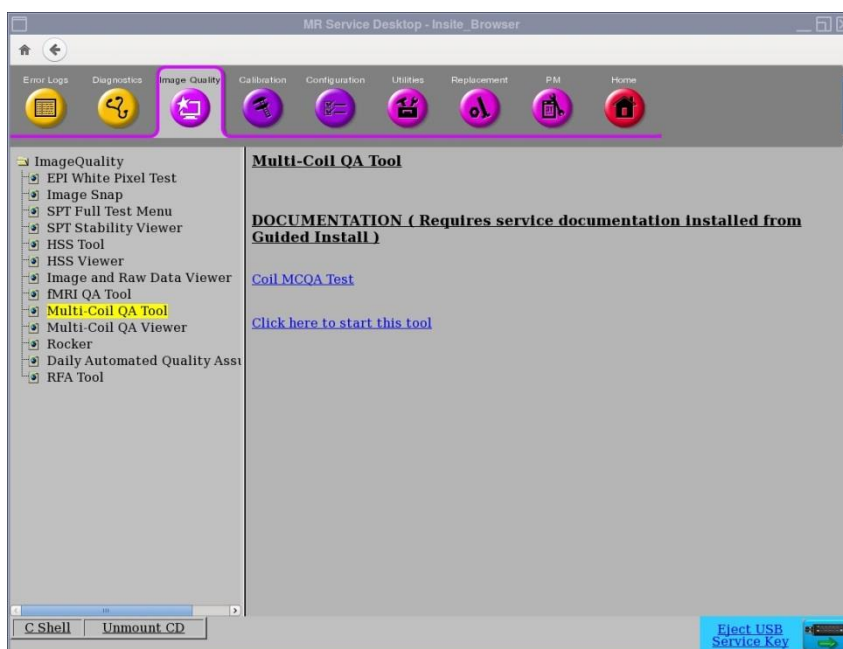 MR Service Desktop - Insite_Browser
Error Logs
Diagnostics
Image Quality
Calibration
Configuration
Utilities
Replacement
PM
Home
ImageQuality
EPI White Pixel Test
Image Snap
SPT Full Test Menu
SPT Stability Viewer
HSS Tool
HSS Viewer
Image and Raw Data Viewer
fMRI QA Tool
Multi-Coil QA Tool
Multi-Coil QA Viewer
Rocker
Daily Automated Quality Assu
RFA Tool
Multi-Coil QA Tool
DOCUMENTATION ( Requires service documentation installed from
Guided Install )
Coil MCQA Test
Click here to start this tool
C Shell
Unmount CD
Eject USB
Service Key